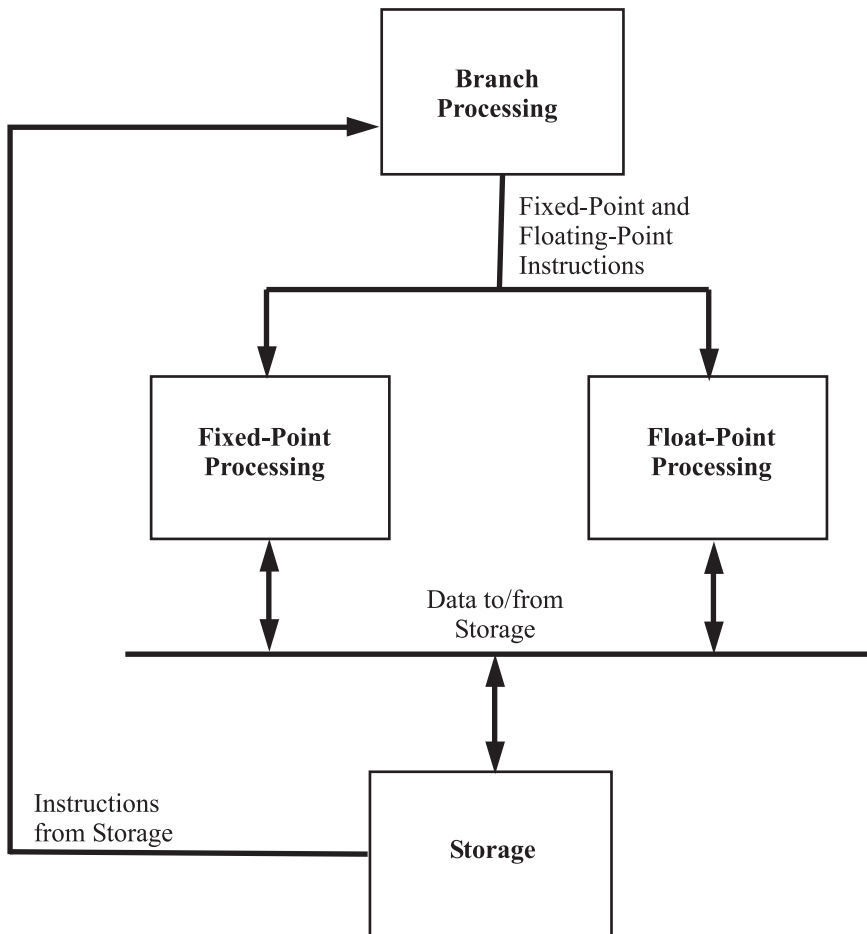 Branch
Processing
Fixed-Point and
Floating-Point
Instructions
Fixed-Point
Processing
Float-Point
Processing
Data to/from
Storage
Instructions
from Storage
Storage